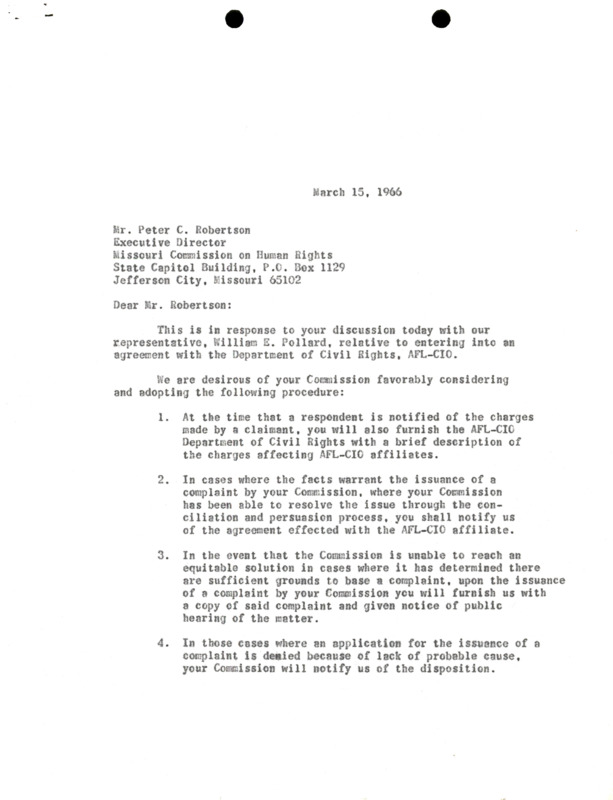 March 15, 1966
Mr. Peter C. Robertson
Executive Director
Missouri Commission on Human Rights
State Capitol Building, P.O. Box 1129
Jefferson City, Missouri 65102
Dear Mr. Robertson:
This is in response to your discussion today with our
representative, William E. Pollard, relative to entering into an
agreement with the Department of Civil Rights, AFL-CIO.
We are desirous of your Commission favorably considering
and adopting the following procedure:
1. At the time that a respondent is notified of the charges
made by a claimant, you will also furnish the AFL-CIO
Department of Civil Rights with a brief description of
the charges affecting AFL-CIO affiliates.
2. In cases where the facts warrant the issuance of a
complaint by your Commission, where your Commission
has been able to resolve the issue through the con-
ciliation and persuasion process, you shall notify us
of the agreement effected with the AFL-CIO affiliate.
3. In the event that the Commission is unable to reach an
equitable solution in cases where it has determined there
are sufficient grounds to base a complaint, upon the issuance
of a complaint by your Commission you will furnish us with
a copy of said complaint and given notice of public
hearing of the matter.
4. In those cases where an application for the issuance of a
complaint is denied because of lack of probable cause,
your Commission will notify us of the disposition.